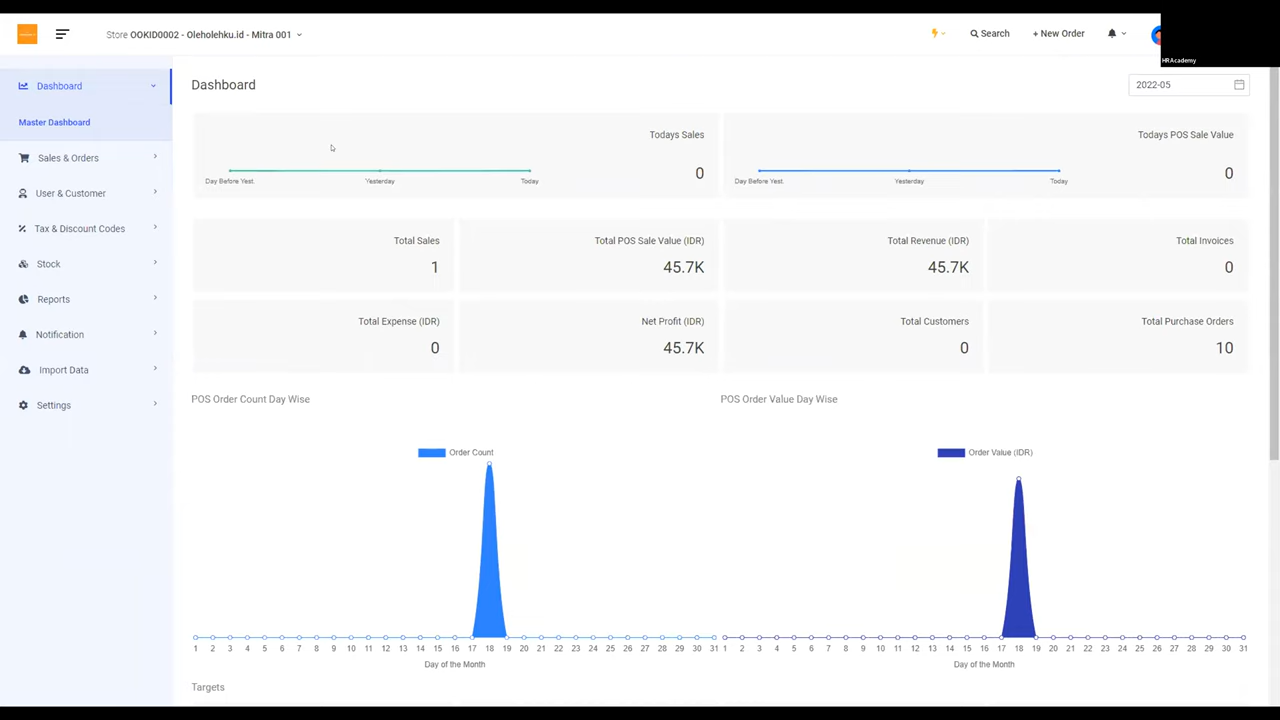 Store OOKID0002 - Oleholehku.id - Mitra 001
Search
+ New Order
HRAcademy
Dashboard
Master Dashboard
Sales & Orders
User & Customer
Tax & Discount Codes
Stock
Reports
Notification
Import Data
Settings
Dashboard
2022-05
Todays Sales
0
Day Before Yest. Yesterday Today
Todays POS Sale Value
0
Day Before Yest. Yesterday Today
Total Sales
1
Total POS Sale Value (IDR)
45.7K
Total Revenue (IDR)
45.7K
Total Invoices
0
Total Expense (IDR)
0
Net Profit (IDR)
45.7K
Total Customers
0
Total Purchase Orders
10
POS Order Count Day Wise
Order Count
1 2 3 4 5 6 7 8 9 10 11 12 13 14 15 16 17 18 19 20 21 22 23 24 25 26 27 28 29 30 31
Day of the Month
POS Order Value Day Wise
Order Value (IDR)
1 2 3 4 5 6 7 8 9 10 11 12 13 14 15 16 17 18 19 20 21 22 23 24 25 26 27 28 29 30 31
Day of the Month
Targets